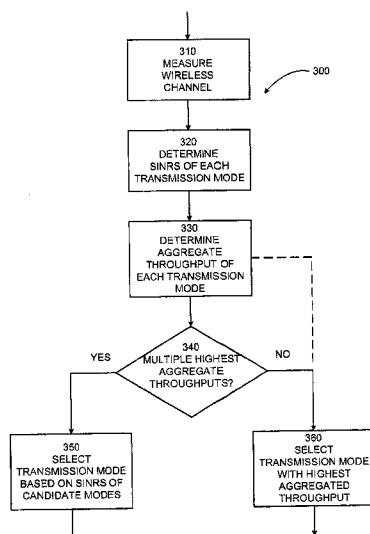 310
MEASURE
WIRELESS
CHANNEL
300
320
DETERMINE
SINRS OF EACH
TRANSMISSION MODE
330
DETERMINE
AGGREGATE
THROUGHPUT OF
EACH TRANSMISSION
MODE
340
YES
MULTIPLE HIGHEST
AGGREGATE
THROUGHPUTS?
NO
350
SELECT
TRANSMISSION MODE
BASED ON SINRS OF
CANDIDATE MODES
360
SELECT
TRANSMISSION MODE
WITH HIGHEST
AGGREGATED
THROUGHPUT